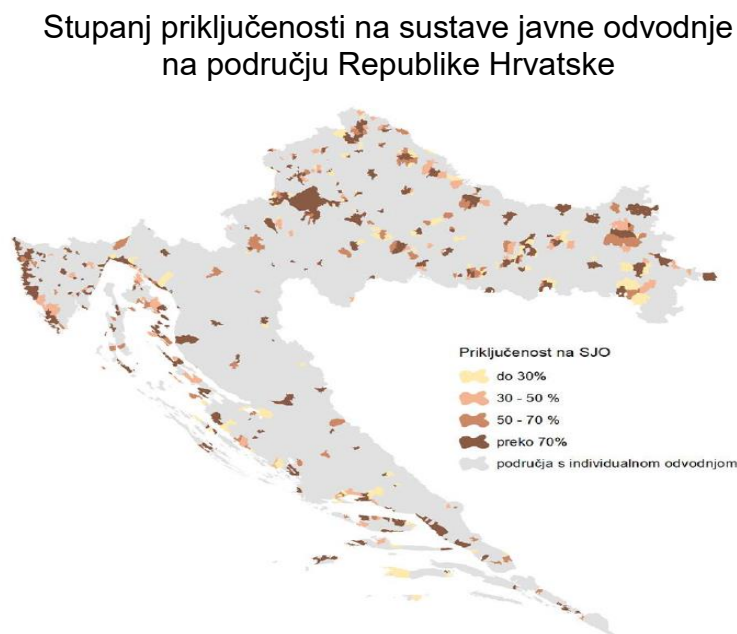 Stupanj priključenosti na sustave javne odvodnje
na području Republike Hrvatske
Priključenost na SJO
do 30%
30 - 50 %
50 - 70 %
preko 70%
područja s individualnom odvodnjom